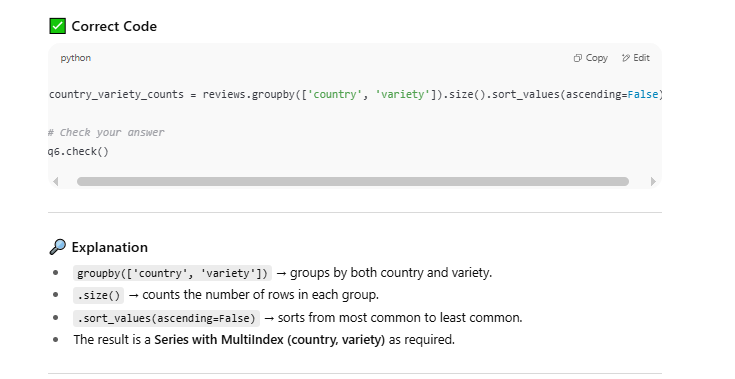 ✅ Correct Code
python
Copy
Edit
country_variety_counts = reviews.groupby(['country', 'variety']).size().sort_values(ascending=False)
# Check your answer
q6.check()
🔎 Explanation
• groupby(['country', 'variety']) → groups by both country and variety.
• .size() → counts the number of rows in each group.
• .sort_values(ascending=False) → sorts from most common to least common.
• The result is a Series with MultiIndex (country, variety) as required.